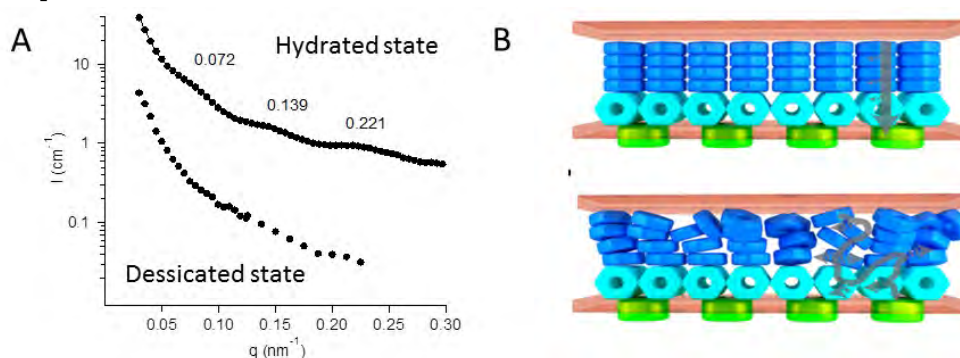 A
B
Hydrated state
0.072
0.139
0.221
Dessicated state
I (cm⁻¹)
10
1
0.1
0.05
0.10
0.15
0.20
0.25
0.30
q (nm⁻¹)